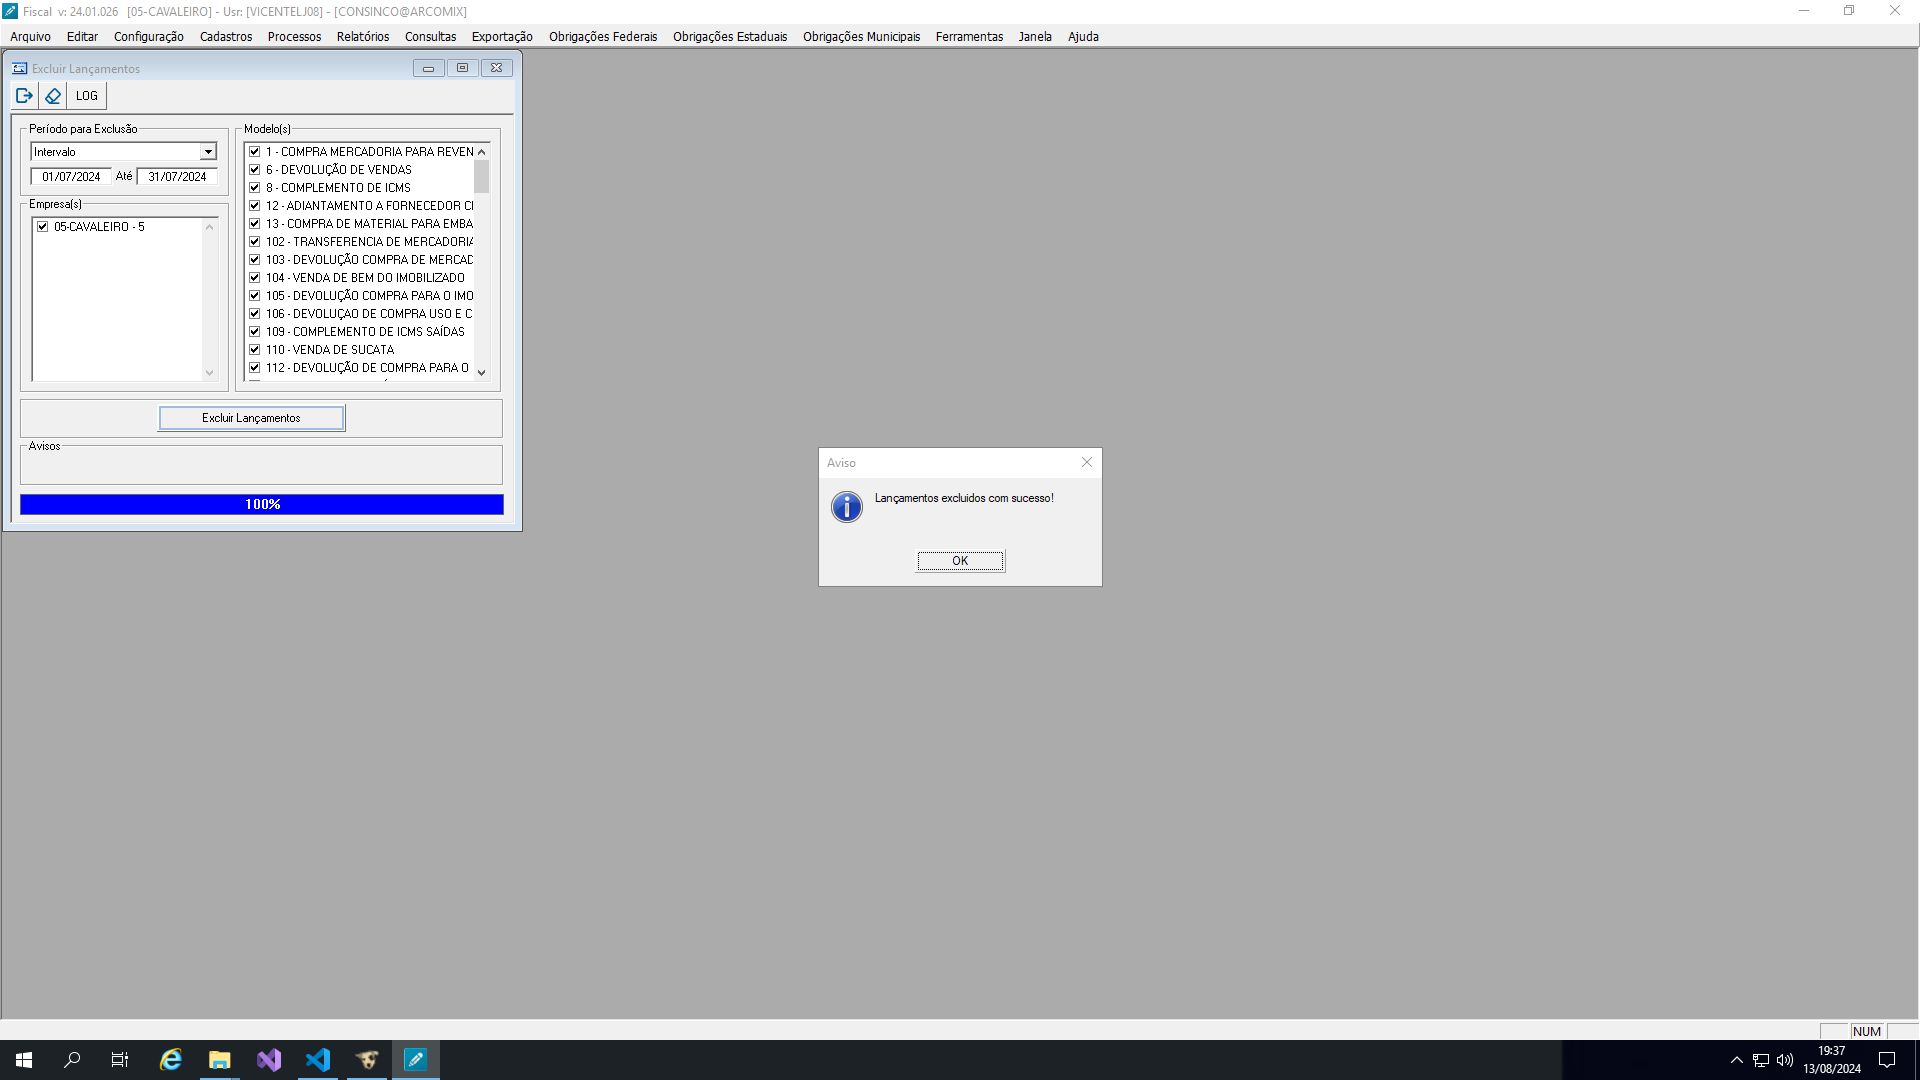 Fiscal v: 24.01.026 [05-CAVALEIRO] - Usr: [VICENTELJ08] - [CONSINCO@ARCOMIX]
Arquivo Editar Configuração Cadastros Processos Relatórios Consultas Exportação Obrigações Federais Obrigações Estaduais Obrigações Municipais Ferramentas Janela Ajuda
Excluir Lançamentos
LOG
Período para Exclusão
Intervalo
01/07/2024 Até 31/07/2024
Empresa(s)
05-CAVALEIRO - 5
Modelo(s)
1 - COMPRA MERCADORIA PARA REVEN
6 - DEVOLUÇÃO DE VENDAS
8 - COMPLEMENTO DE ICMS
12 - ADIANTAMENTO A FORNECEDOR
13 - COMPRA DE MATERIAL PARA EMBA
102 - TRANSFERENCIA DE MERCADORIA
103 - DEVOLUÇÃO COMPRA DE MERCAD
104 - VENDA DE BEM DO IMOBILIZADO
105 - DEVOLUÇÃO COMPRA PARA O IMO
106 - DEVOLUÇAO DE COMPRA USO E C
109 - COMPLEMENTO DE ICMS SAÍDAS
110 - VENDA DE SUCATA
112 - DEVOLUÇÃO DE COMPRA PARA O
Excluir Lançamentos
Avisos
100%
Aviso
Lançamentos excluidos com sucesso!
OK
NUM
19:37
13/08/2024